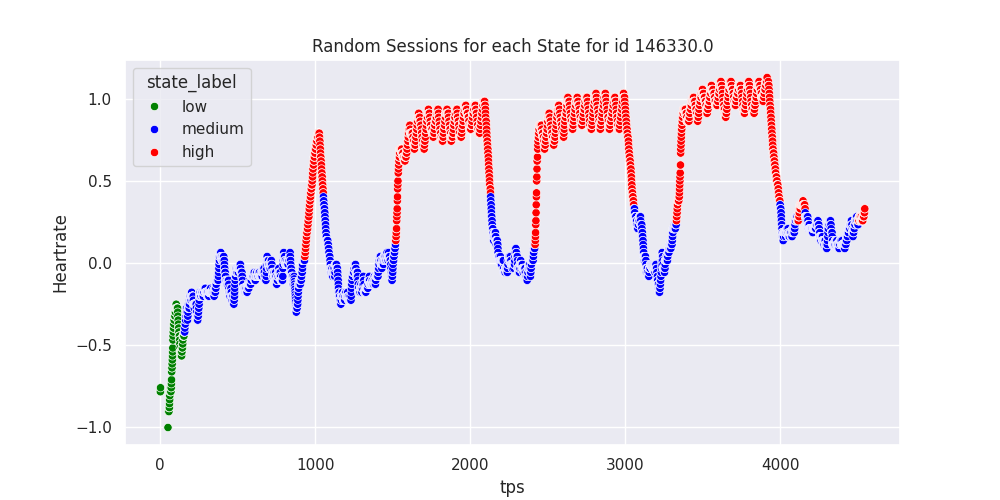 Random Sessions for each State for id 146330.0
state_label
low
medium
high
1.0
0.5
0.0
−0.5
−1.0
Heartrate
0
1000
2000
3000
4000
tps